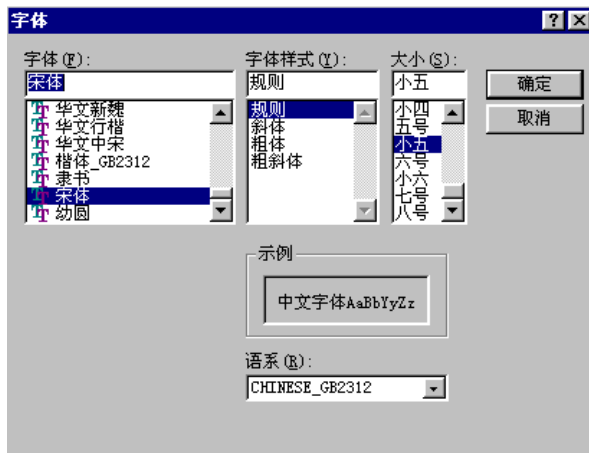 字体
字体(F):
字体样式(Y):
大小(S):
宋体
规则
小五
确定
取消
华文新魏
华文行楷
华文中宋
楷体_GB2312
隶书
宋体
幼圆
规则
斜体
粗体
粗斜体
小四
五号
小五
六号
小六
七号
八号
示例
中文字体AaBbYyZz
语系(R):
CHINESE_GB2312